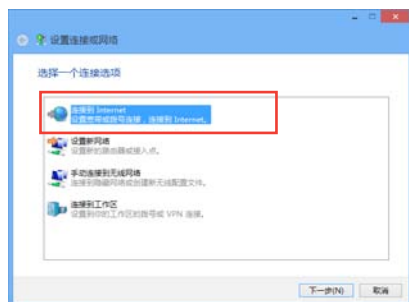 设置连接或网络
选择一个连接选项
连接到 Internet
设置宽带或拨号连接，连接到 Internet。
设置新网络
设置新的路由器或接入点。
手动连接到无线网络
连接到隐藏网络或创建新无线配置文件。
连接到工作区
设置到你的工作区的拨号或 VPN 连接。
下一步(N)
取消